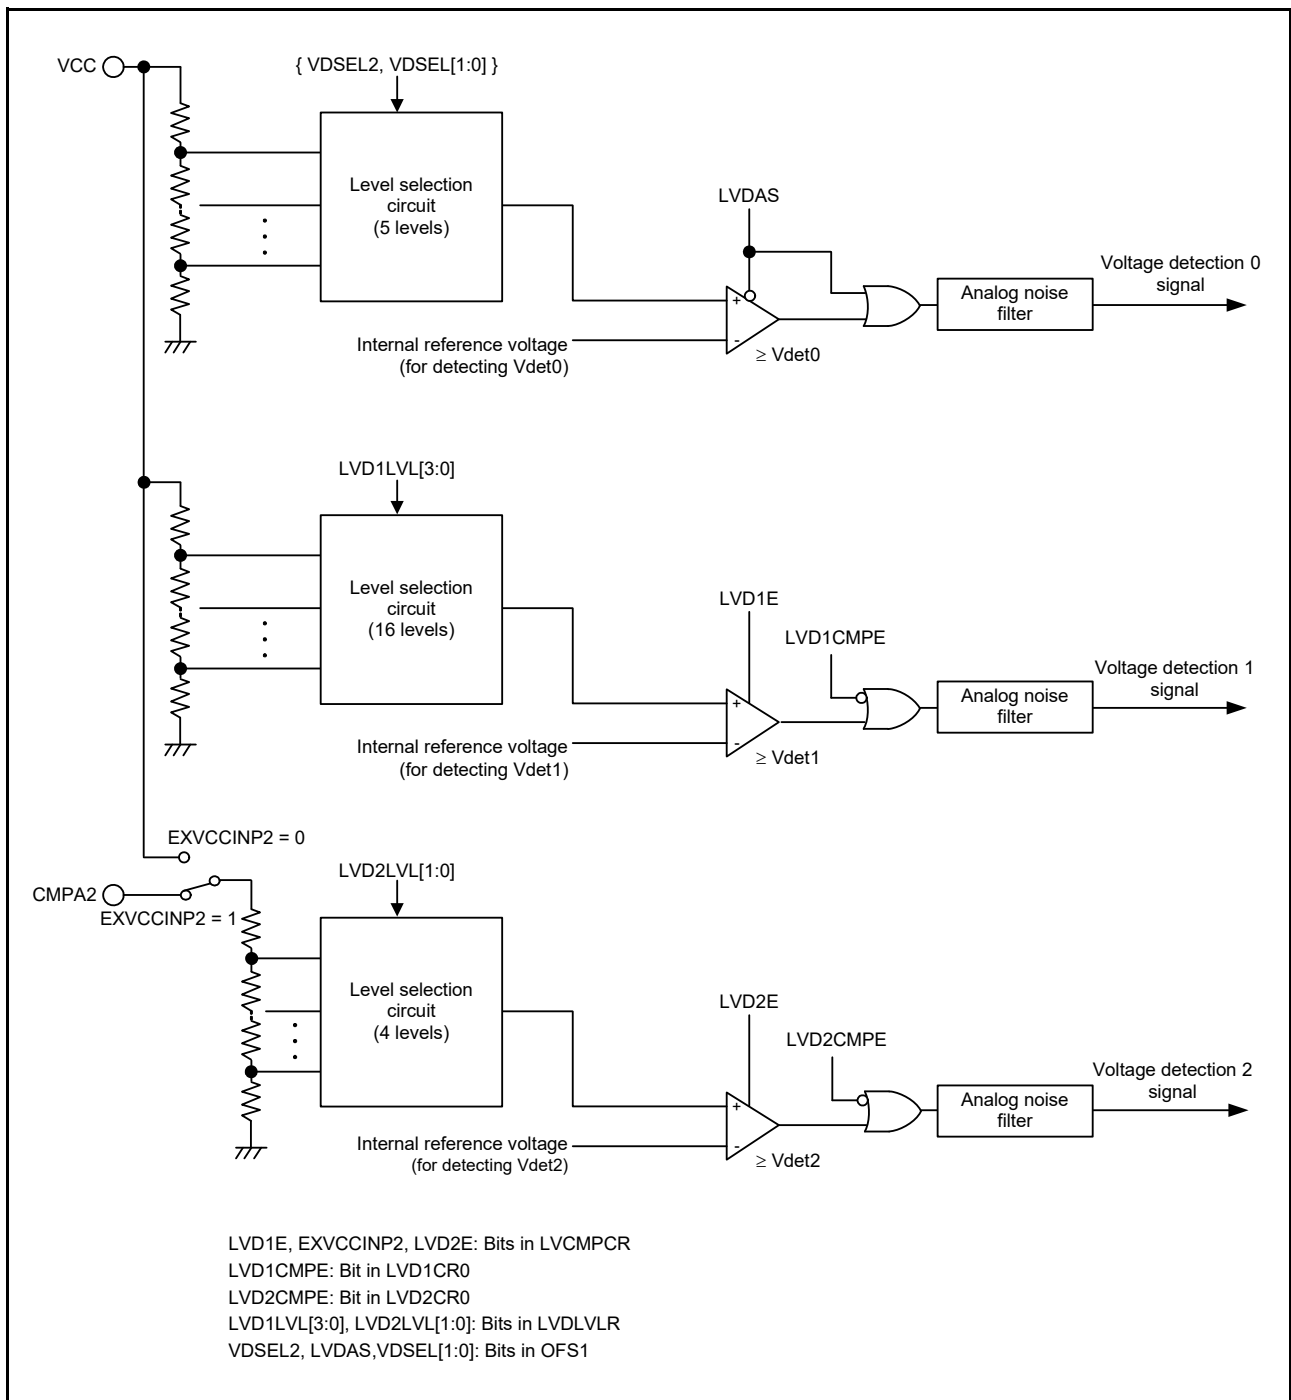 VCC
{ VDSEL2, VDSEL[1:0] }
Level selection
circuit
(5 levels)
LVDAS
+
-
≥ Vdet0
Internal reference voltage
(for detecting Vdet0)
Analog noise
filter
Voltage detection 0
signal
LVD1LVL[3:0]
Level selection
circuit
(16 levels)
LVD1E
LVD1CMPE
+
-
≥ Vdet1
Internal reference voltage
(for detecting Vdet1)
Analog noise
filter
Voltage detection 1
signal
EXVCCINP2 = 0
CMPA2
EXVCCINP2 = 1
LVD2LVL[1:0]
Level selection
circuit
(4 levels)
LVD2E
LVD2CMPE
+
-
≥ Vdet2
Internal reference voltage
(for detecting Vdet2)
Analog noise
filter
Voltage detection 2
signal
LVD1E, EXVCCINP2, LVD2E: Bits in LVCMPCR
LVD1CMPE: Bit in LVD1CR0
LVD2CMPE: Bit in LVD2CR0
LVD1LVL[3:0], LVD2LVL[1:0]: Bits in LVDLVLR
VDSEL2, LVDAS,VDSEL[1:0]: Bits in OFS1